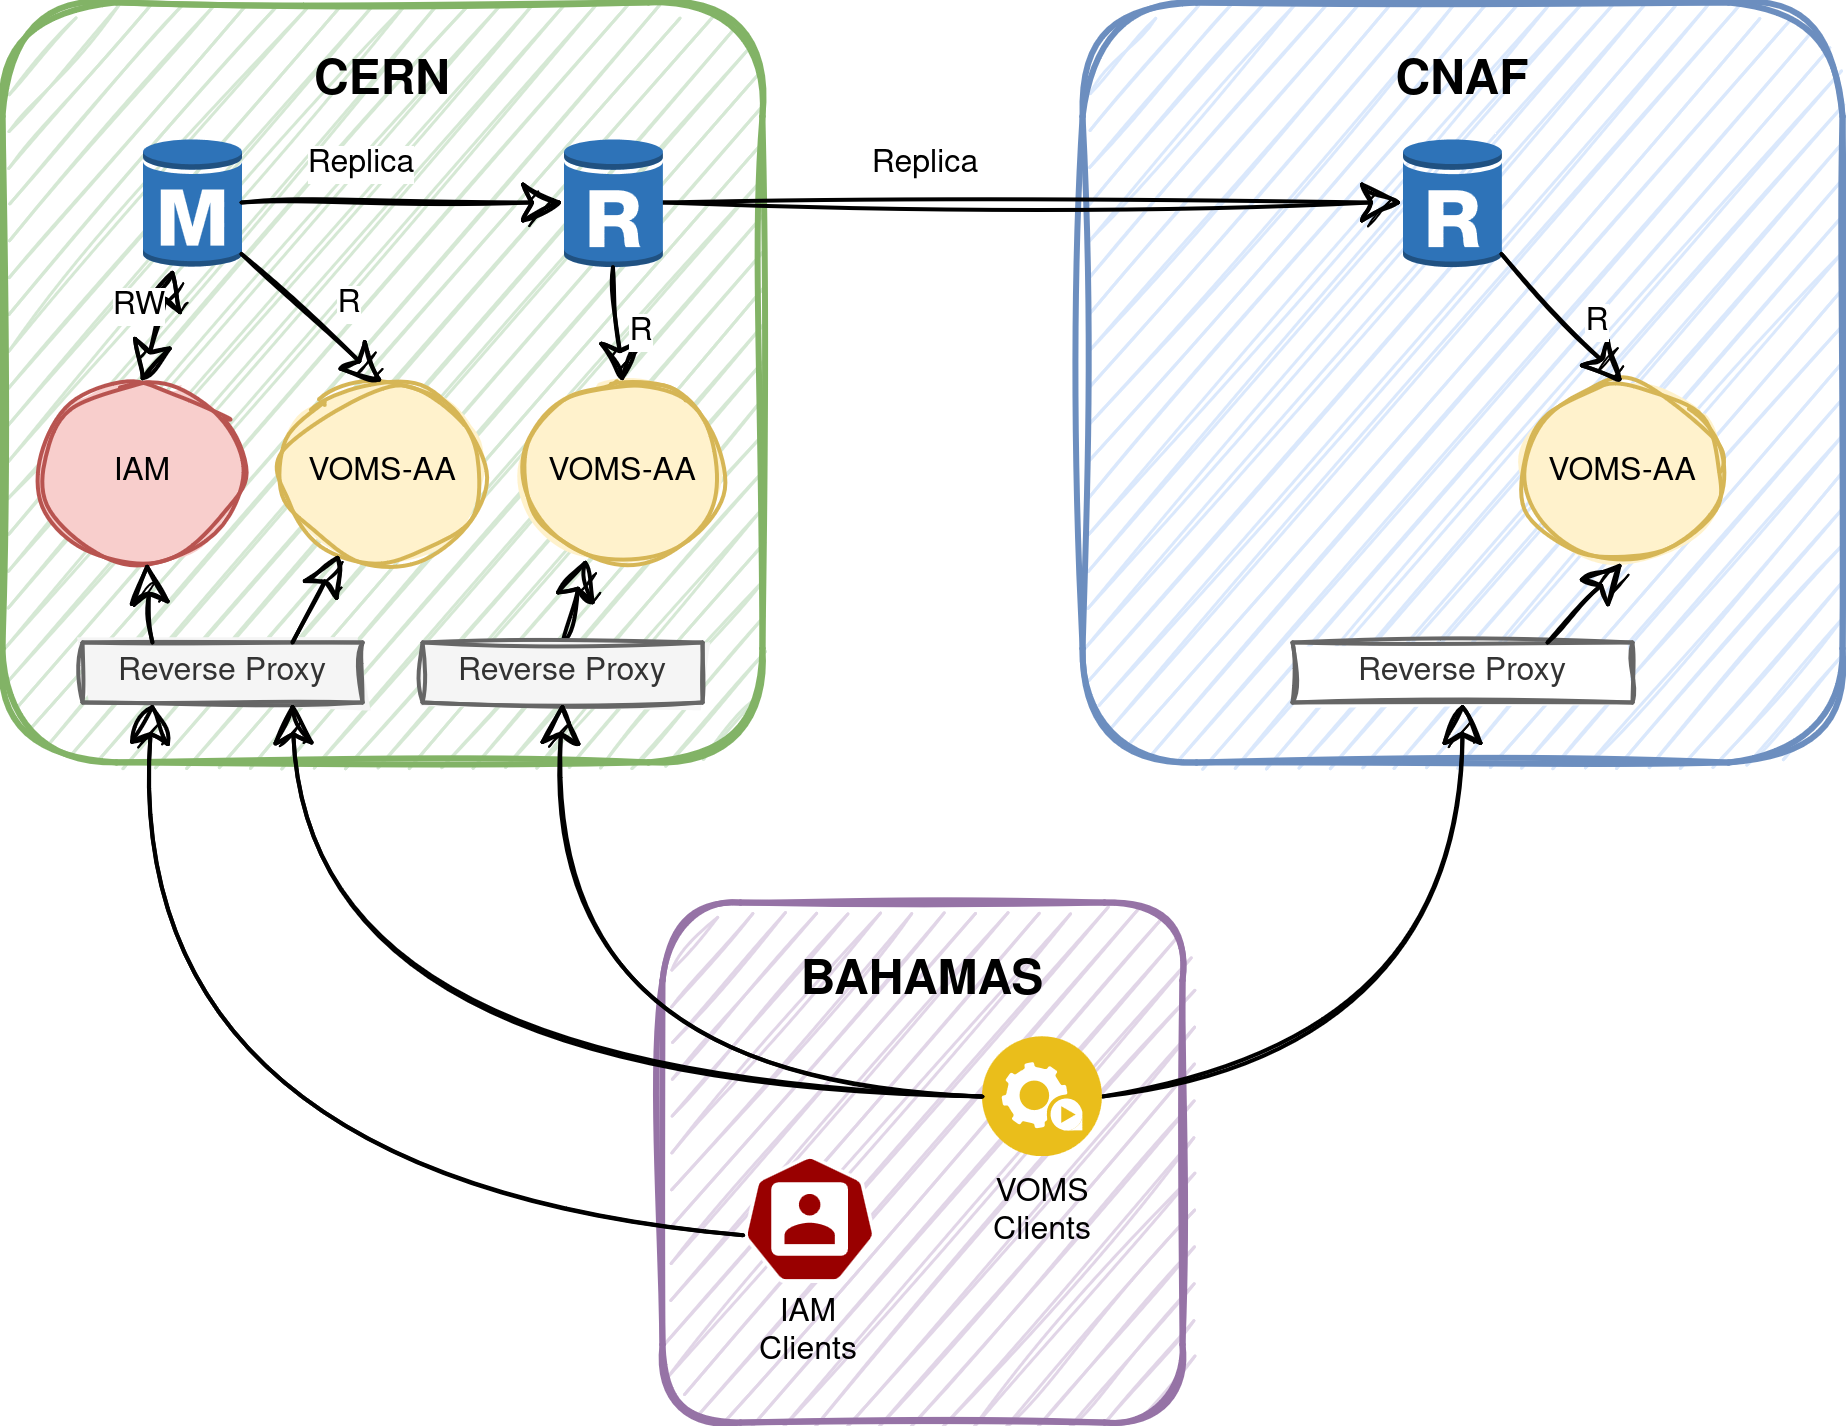 CERN
CNAF
Replica
Replica
M
R
R
RW
R
R
R
IAM
VOMS-AA
VOMS-AA
VOMS-AA
Reverse Proxy
Reverse Proxy
Reverse Proxy
BAHAMAS
VOMS
Clients
IAM
Clients